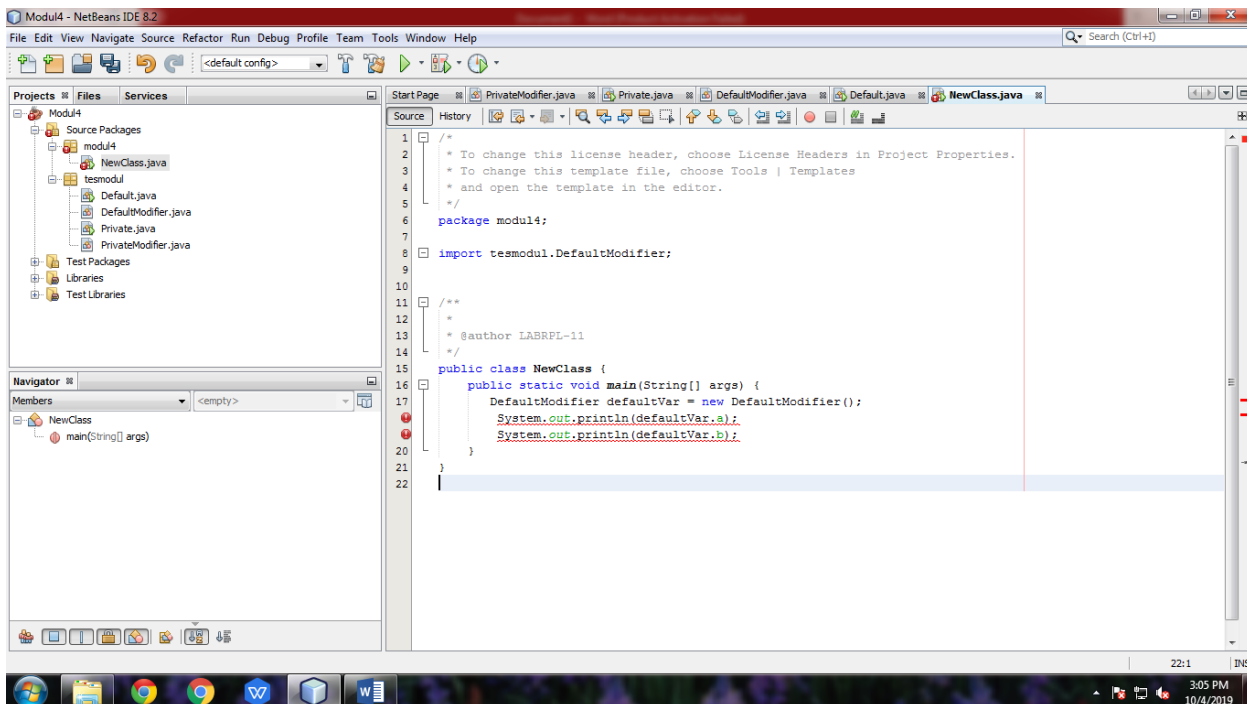 Modul4 - NetBeans IDE 8.2
File Edit View Navigate Source Refactor Run Debug Profile Team Tools Window Help
Search (Ctrl+I)
<default config>
Projects Files Services
Start Page PrivateModifier.java Private.java DefaultModifier.java Default.java NewClass.java
Source History
Modul4
Source Packages
modul4
NewClass.java
tesmodul
Default.java
DefaultModifier.java
Private.java
PrivateModifier.java
Test Packages
Libraries
Test Libraries
Navigator
Members <empty>
NewClass
main(String[] args)
1 /*
2 * To change this license header, choose License Headers in Project Properties.
3 * To change this template file, choose Tools | Templates
4 * and open the template in the editor.
5 */
6 package modul4;
7
8 import tesmodul.DefaultModifier;
9
10
11 /**
12 *
13 * @author LABRPL-11
14 */
15 public class NewClass {
16 public static void main(String[] args) {
17 DefaultModifier defaultVar = new DefaultModifier();
System.out.println(defaultVar.a);
System.out.println(defaultVar.b);
20 }
21 }
22
22:1 INS
3:05 PM
10/4/2019